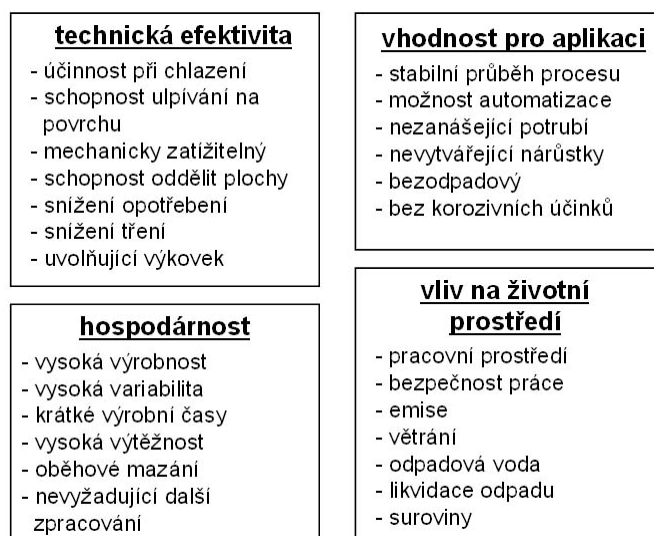 technická efektivita
- účinnost při chlazení
- schopnost ulpívání na
povrchu
- mechanicky zatížitelný
- schopnost oddělit plochy
- snížení opotřebení
- snížení tření
- uvolňující výkovek
vhodnost pro aplikaci
- stabilní průběh procesu
- možnost automatizace
- nezanášející potrubí
- nevytvářející nárůstky
- bezodpadový
- bez korozivních účinků
hospodárnost
- vysoká výrobnost
- vysoká variabilita
- krátké výrobní časy
- vysoká výtěžnost
- oběhové mazání
- nevyžadující další
zpracování
vliv na životní
prostředí
- pracovní prostředí
- bezpečnost práce
- emise
- větrání
- odpadová voda
- likvidace odpadu
- suroviny